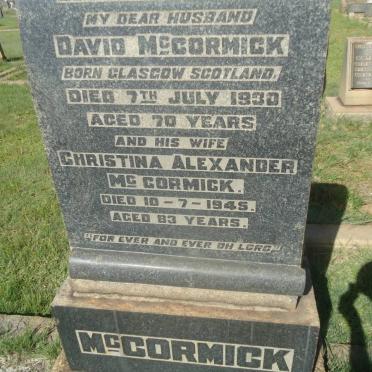 MY DEAR HUSBAND
DAVID McCORMICK
BORN GLASGOW SCOTLAND.
DIED 7TH JULY 1930
AGED 70 YEARS
AND HIS WIFE
CHRISTINA ALEXANDER
McCORMICK.
DIED 10-7-1945.
AGED 83 YEARS.
"FOR EVER AND EVER OH LORD"
McCORMICK